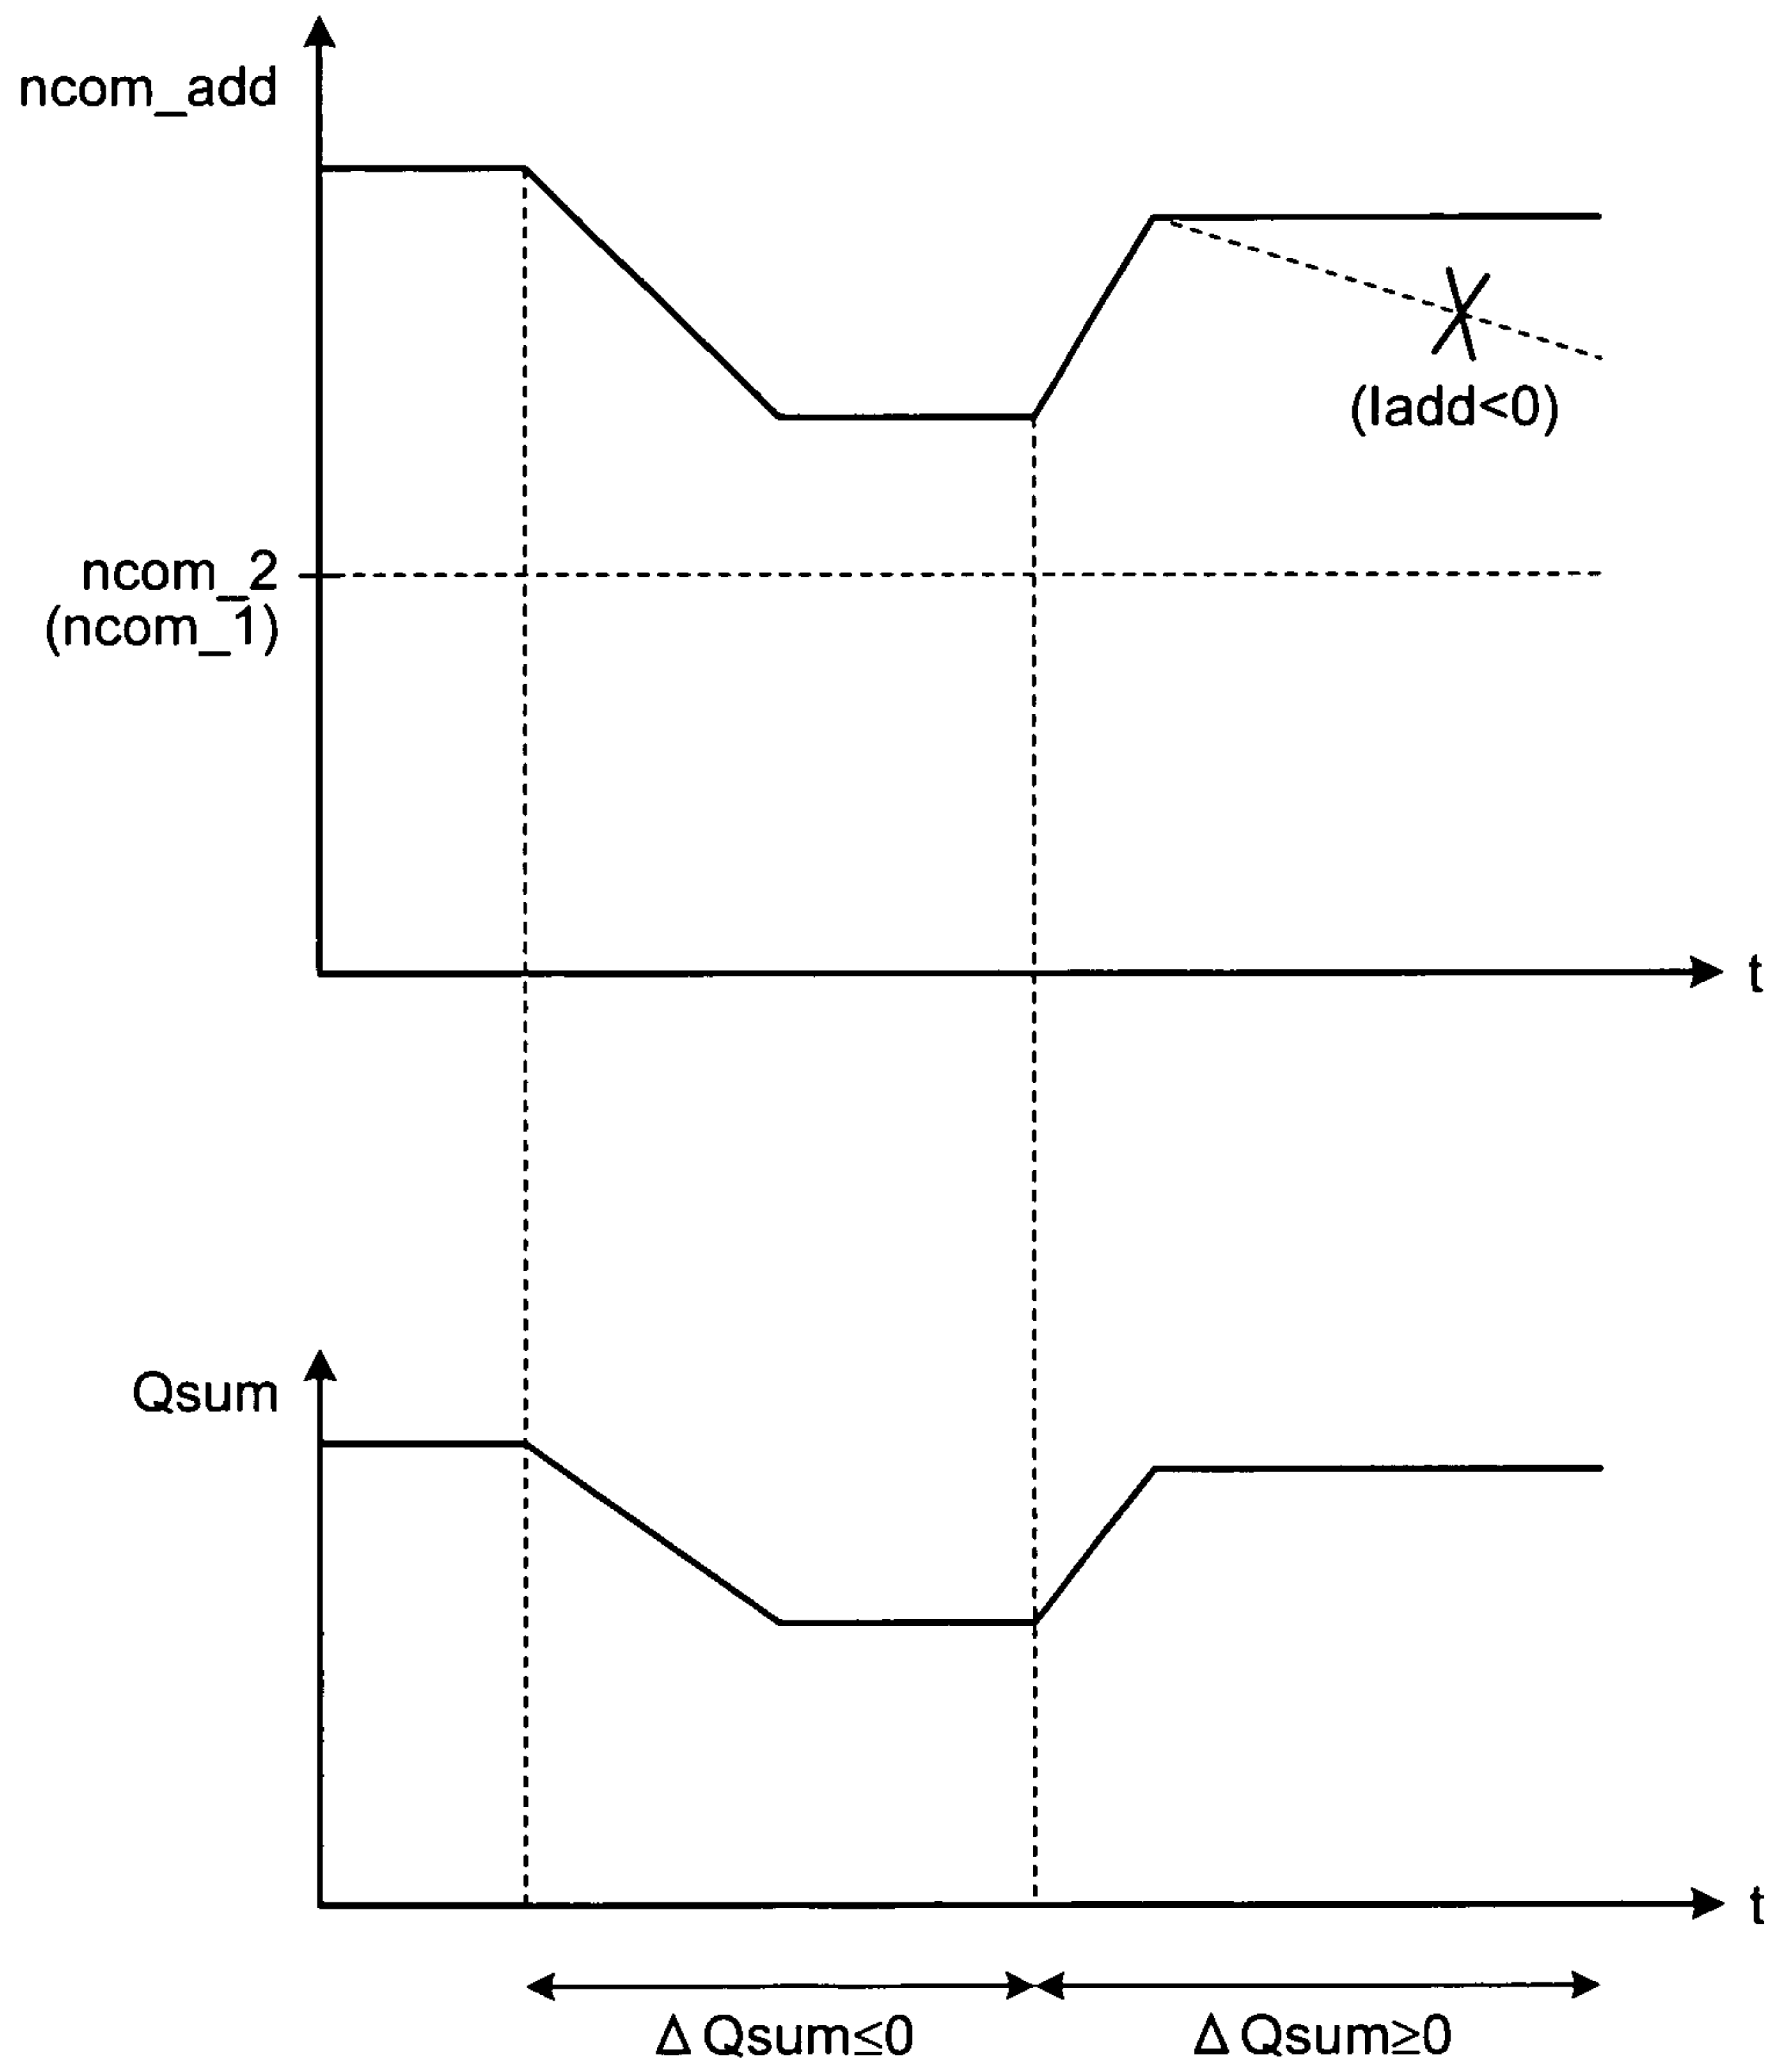 ncom_add
(Iadd<0)
ncom_2
(ncom_1)
t
Qsum
t
Δ Qsum≤0
Δ Qsum≥0